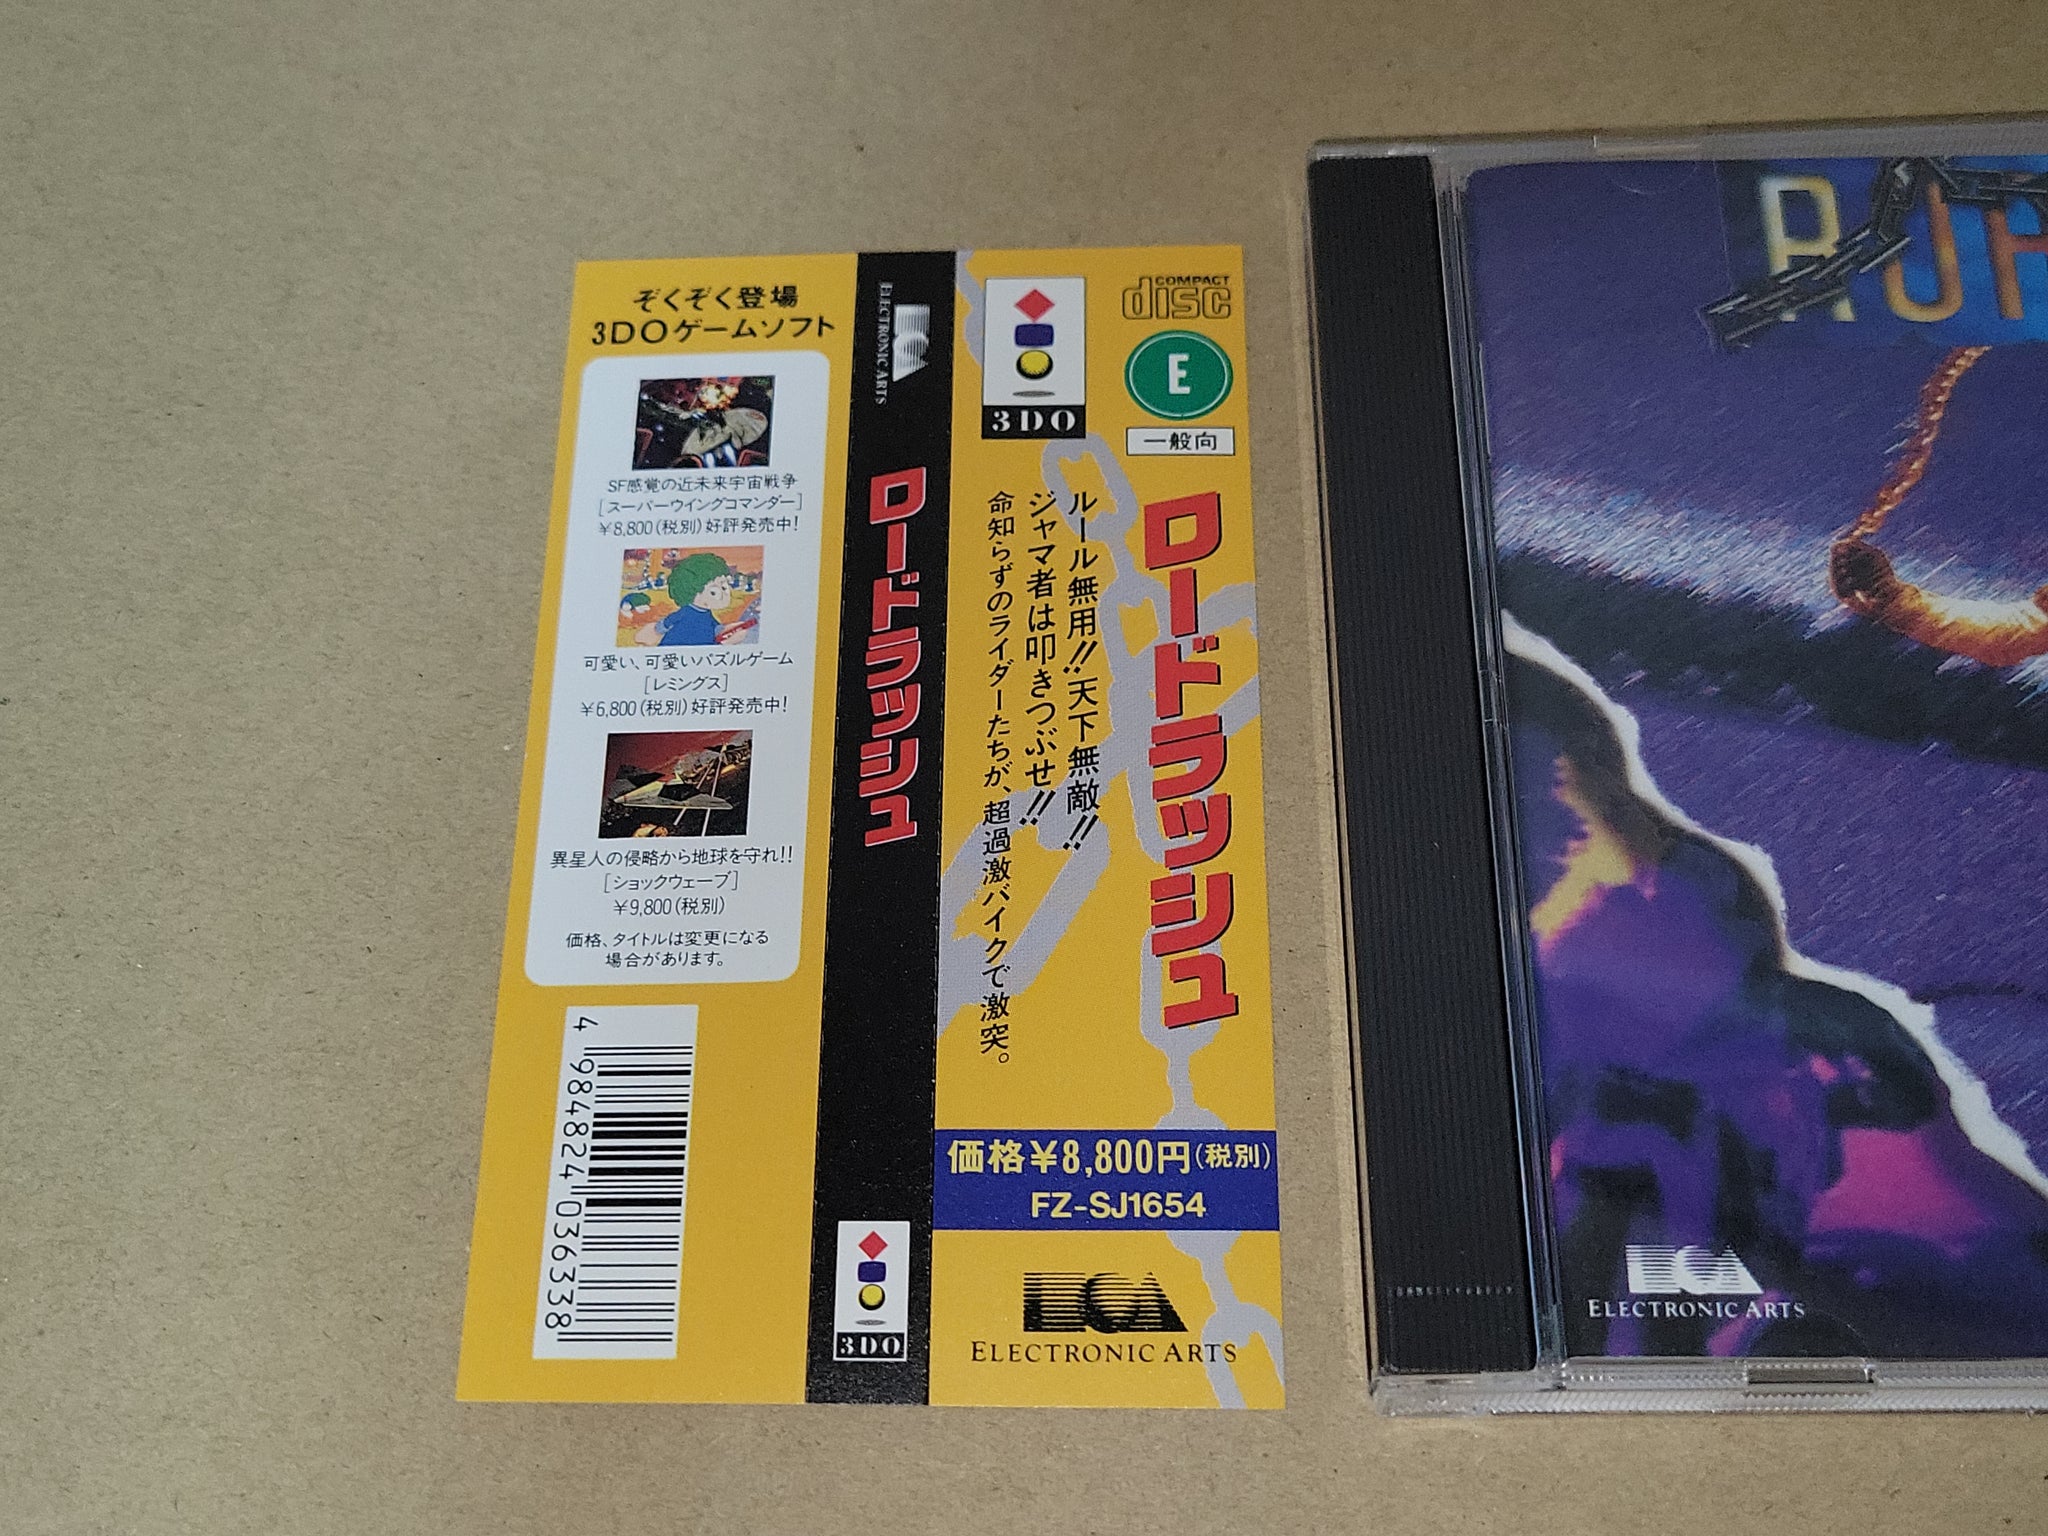 ぞくぞく登場
3DOゲームソフト
SF感覚の近未来宇宙戦争
[スーパーウイングコマンダー]
¥8,800(税別)好評発売中!
可愛い、可愛いパズルゲーム
[レミングス]
¥6,800(税別)好評発売中!
異星人の侵略から地球を守れ!!
[ショックウェーブ]
¥9,800(税別)
価格、タイトルは変更になる
場合があります。
4 984824 036338
ELECTRONIC ARTS
ロードラッシュ
3DO
3DO
COMPACT
disc
E
一般向
ロードラッシュ
ルール無用!!天下無敵!!
ジャマ者は叩きつぶせ!!
命知らずのライダーたちが、超過激バイクで激突。
価格¥8,800円(税別)
FZ-SJ1654
ELECTRONIC ARTS
ELECTRONIC ARTS